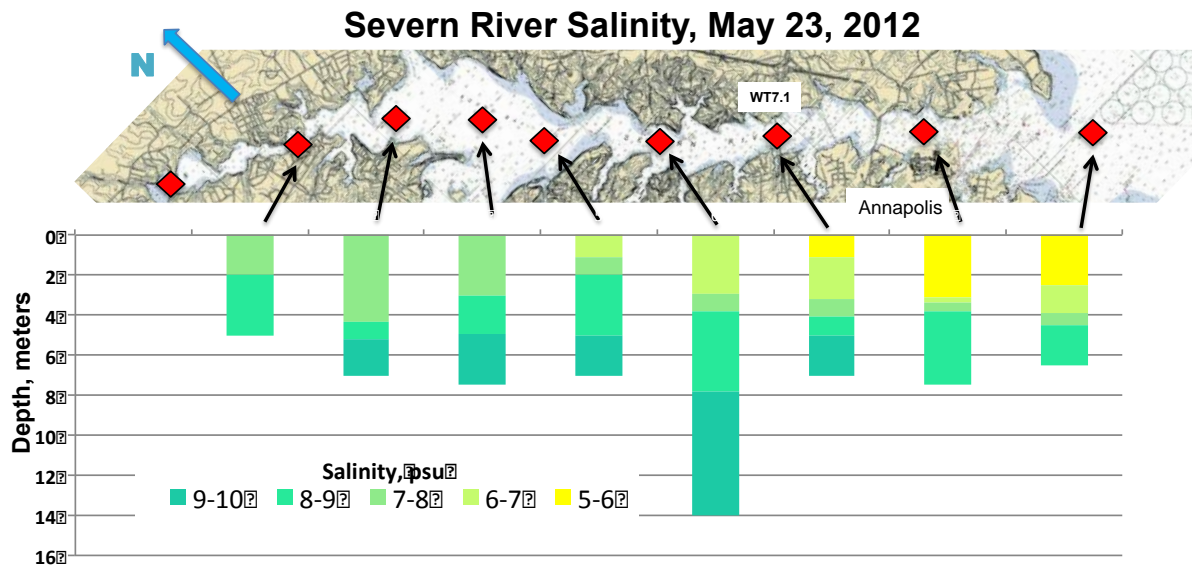 Severn River Salinity, May 23, 2012
N
WT7.1
Annapolis
Depth, meters
0⍰
2⍰
4⍰
6⍰
8⍰
10⍰
12⍰
14⍰
16⍰
Salinity,⍰psu⍰
9-10⍰ 8-9⍰ 7-8⍰ 6-7⍰ 5-6⍰